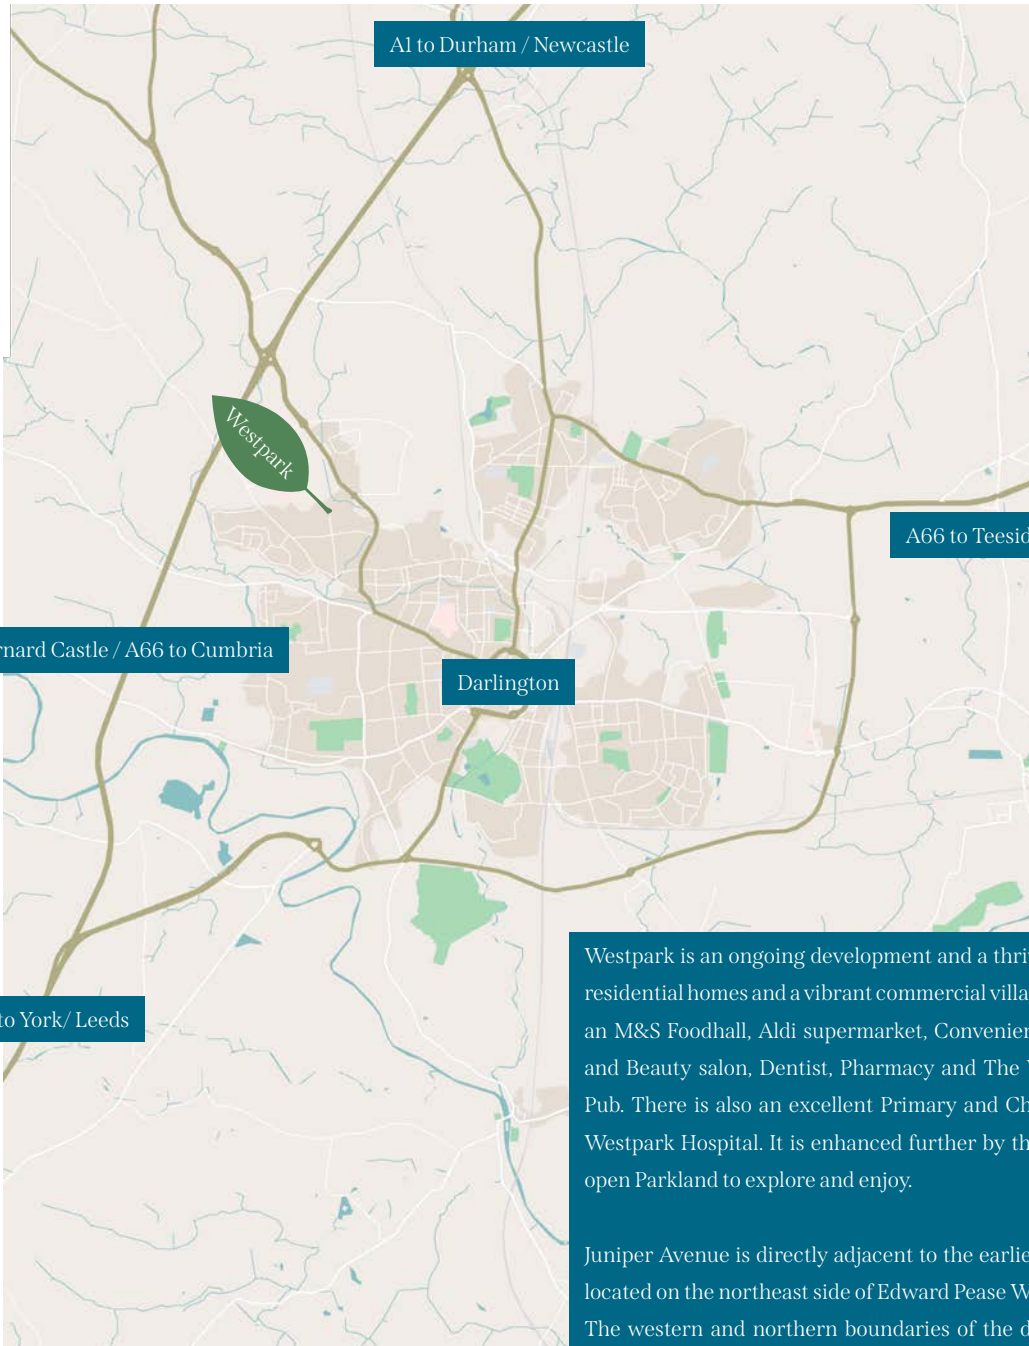 A1 to Durham / Newcastle
Westpark
A66 to Teesid
rnard Castle / A66 to Cumbria
Darlington
to York/ Leeds
Westpark is an ongoing development and a thri
residential homes and a vibrant commercial villa
an M&S Foodhall, Aldi supermarket, Convenien
and Beauty salon, Dentist, Pharmacy and The
Pub. There is also an excellent Primary and Ch
Westpark Hospital. It is enhanced further by th
open Parkland to explore and enjoy.
Juniper Avenue is directly adjacent to the earlie
located on the northeast side of Edward Pease W
The western and northern boundaries of the d